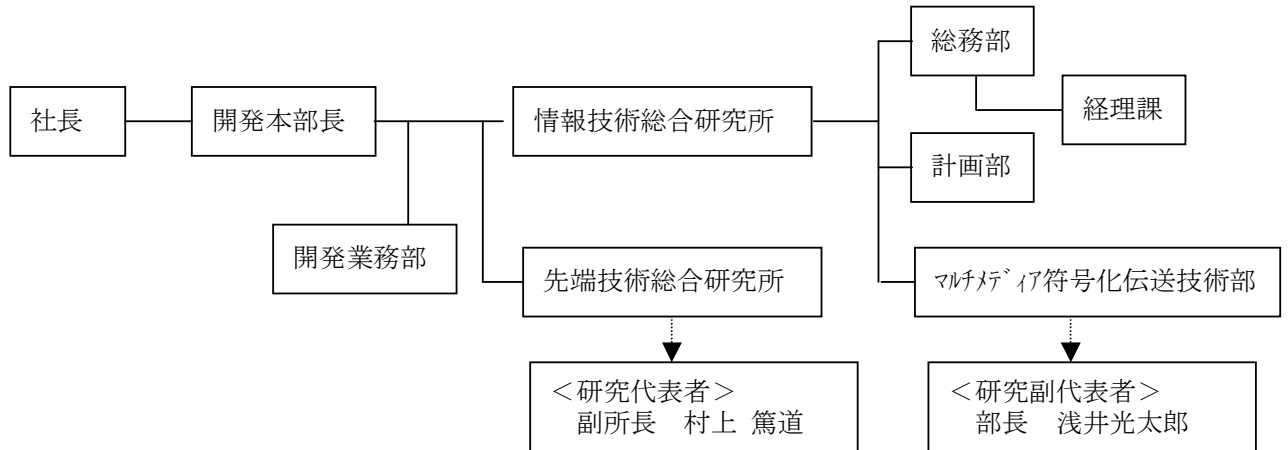 総務部
社長
開発本部長
情報技術総合研究所
経理課
計画部
開発業務部
先端技術総合研究所
ﾏﾙﾁﾒﾃﾞｨｱ符号化伝送技術部
＜研究代表者＞
副所長　村上 篤道
＜研究副代表者＞
部長　浅井光太郎